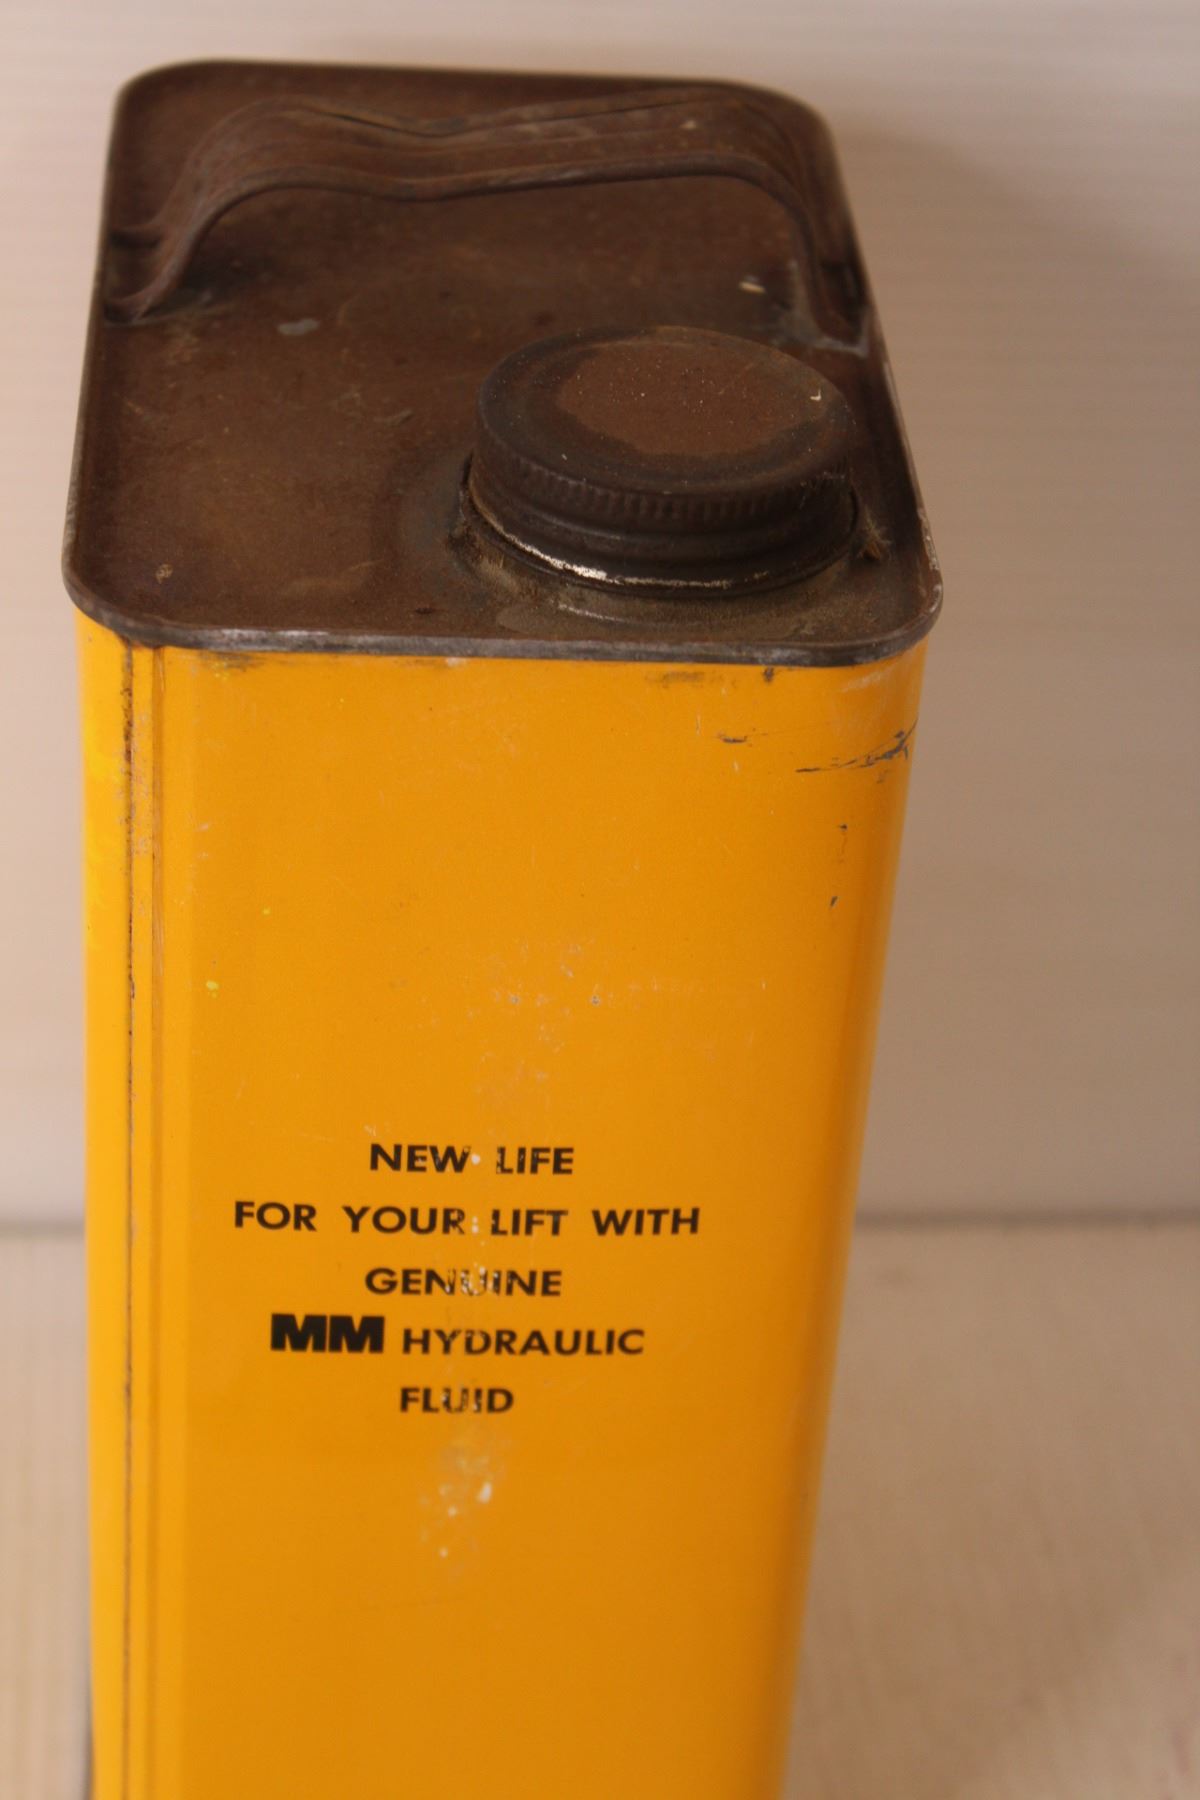 NEW LIFE
FOR YOUR LIFT WITH
GENUINE
MM HYDRAULIC
FLUID